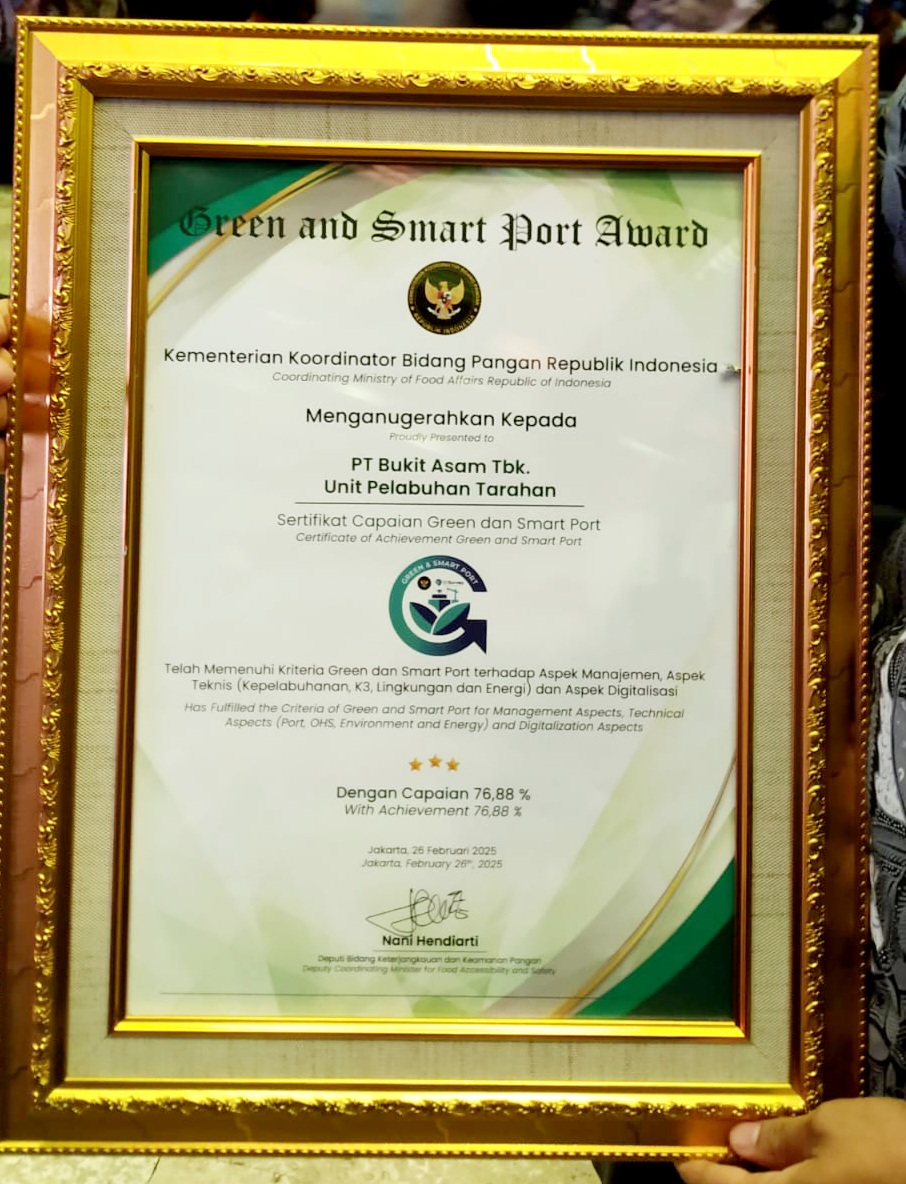 Green and Smart Port Award
REPUBLIK INDONESIA
Kementerian Koordinator Bidang Pangan Republik Indonesia
Coordinating Ministry of Food Affairs Republic of Indonesia
Menganugerahkan Kepada
Proudly Presented to
PT Bukit Asam Tbk.
Unit Pelabuhan Tarahan
Sertifikat Capaian Green dan Smart Port
Certificate of Achievement Green and Smart Port
GREEN & SMART PORT
Telah Memenuhi Kriteria Green dan Smart Port terhadap Aspek Manajemen, Aspek
Teknis (Kepelabuhanan, K3, Lingkungan dan Energi) dan Aspek Digitalisasi
Has Fulfilled the Criteria of Green and Smart Port for Management Aspects, Technical
Aspects (Port, OHS, Environment and Energy) and Digitalization Aspects
Dengan Capaian 76,88 %
With Achievement 76,88 %
Jakarta, 26 Februari 2025
Jakarta, February 26th, 2025
Nani Hendiarti
Deputi Bidang Keterjangkauan dan Keamanan Pangan
Deputy Coordinating Minister for Food Accessibility and Safety